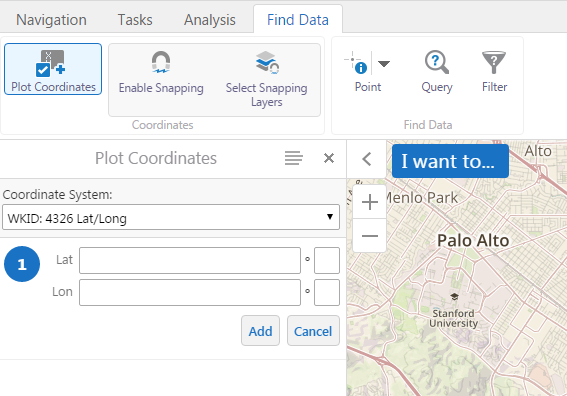 Navigation Tasks Analysis Find Data
Plot Coordinates
Enable Snapping
Select Snapping
Layers
Coordinates
Point
Query
Filter
Find Data
Plot Coordinates
Coordinate System:
WKID: 4326 Lat/Long
1
Lat °
Lon °
Add Cancel
I want to...
Alto
Menlo Park
Palo Alto
Stanford
University